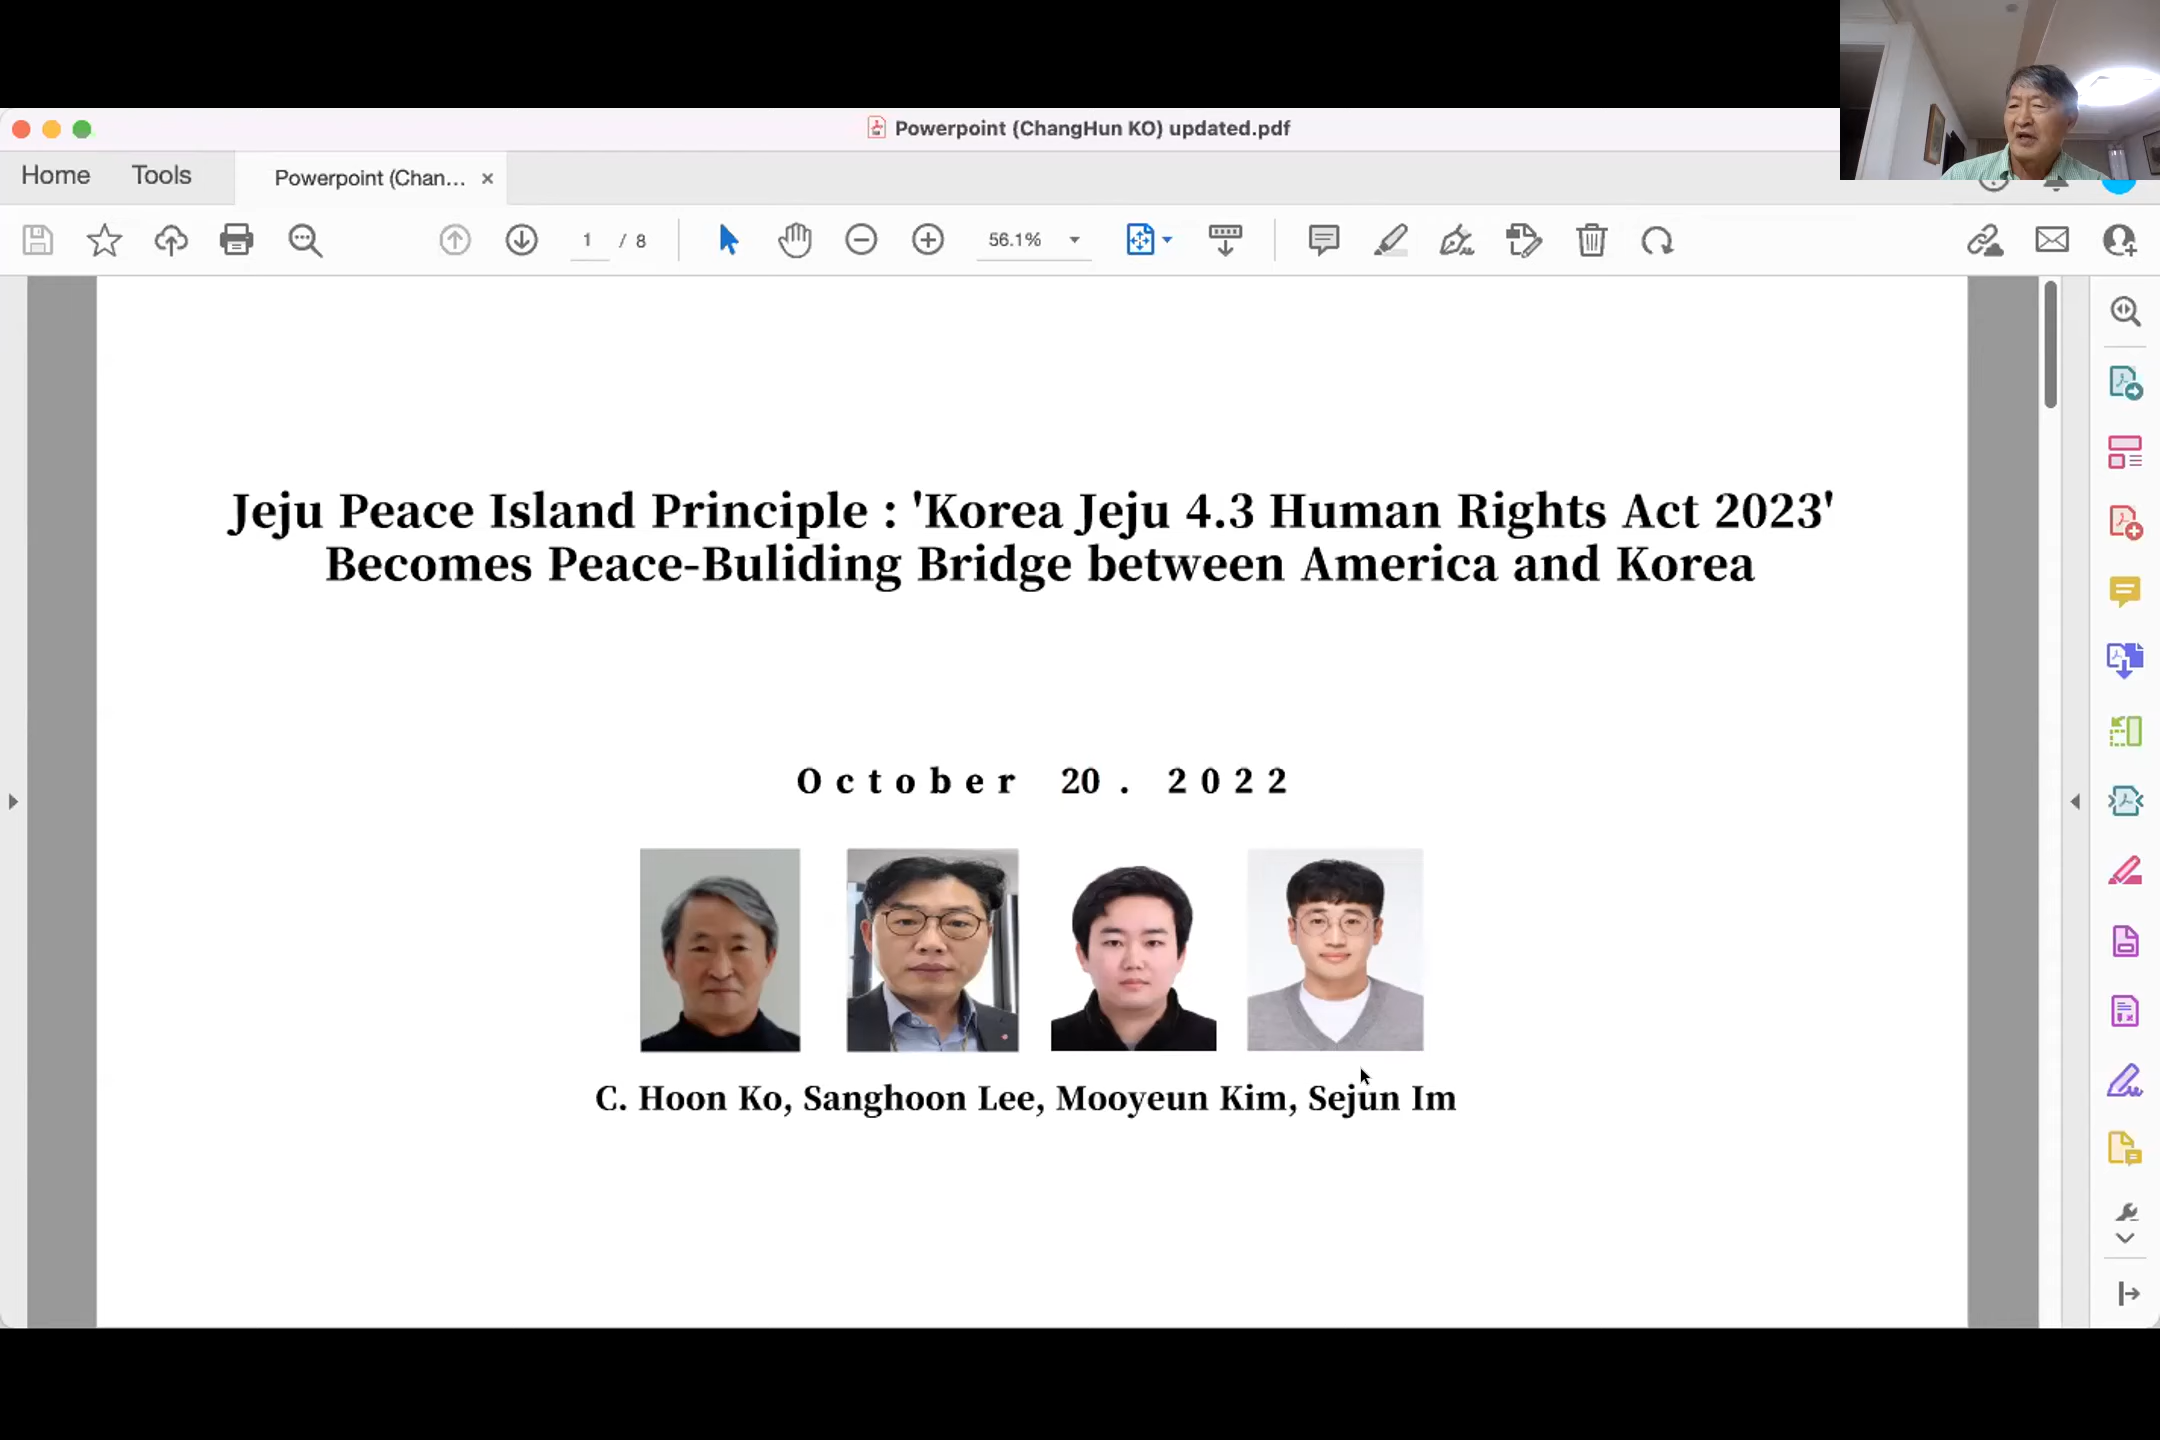 Powerpoint (ChangHun KO) updated.pdf
Home Tools Powerpoint (Chan... ×
1 / 8 56.1%
Jeju Peace Island Principle : 'Korea Jeju 4.3 Human Rights Act 2023'
Becomes Peace-Buliding Bridge between America and Korea
October 20. 2022
C. Hoon Ko, Sanghoon Lee, Mooyeun Kim, Sejun Im